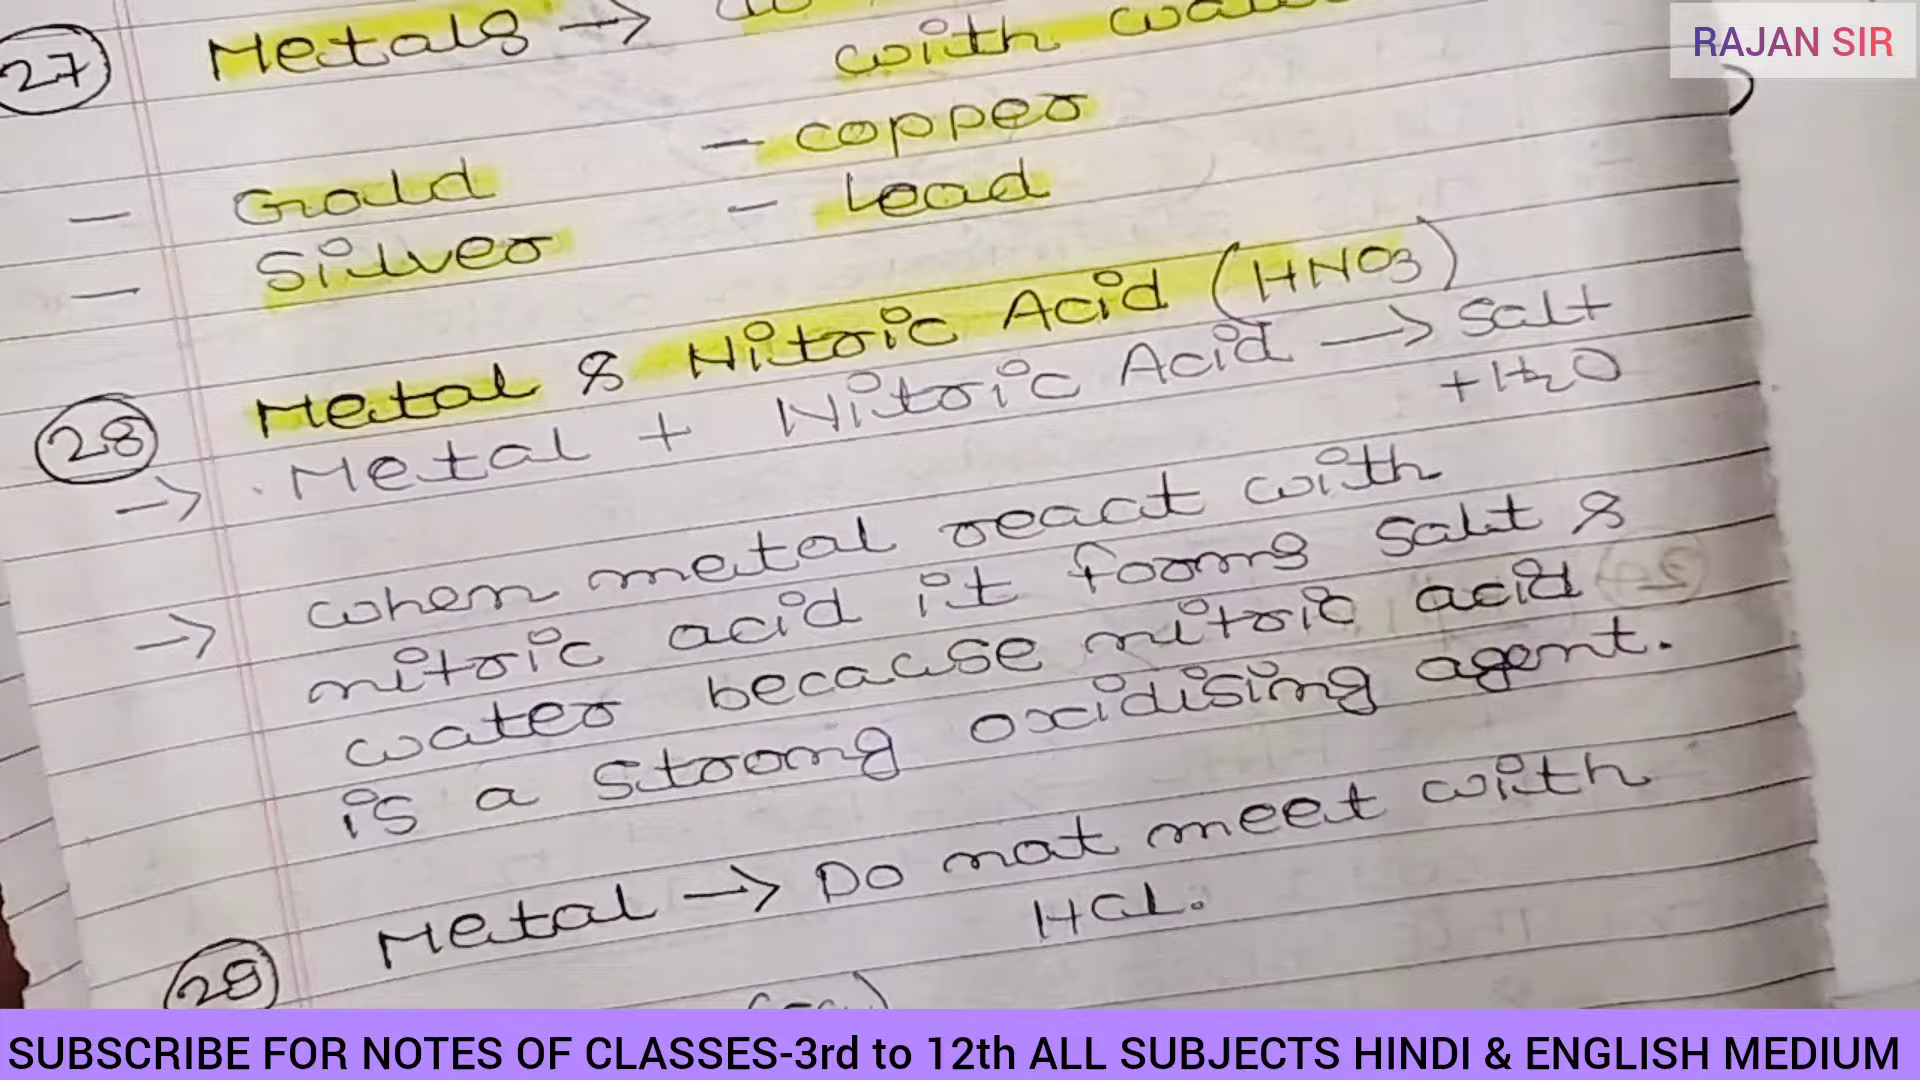 RAJAN SIR
27 Metals →
with
- copper
- Gold
- Lead
- Silver
28 Metal & Nitric Acid (HNO3)
→ Metal + Nitric Acid → Salt
+ H2O
→ when metal react with
nitric acid it forms salt &
water because nitric acid
is a strong oxidising agent.
Metal → Do not meet with
HCL.
29
SUBSCRIBE FOR NOTES OF CLASSES-3rd to 12th ALL SUBJECTS HINDI & ENGLISH MEDIUM